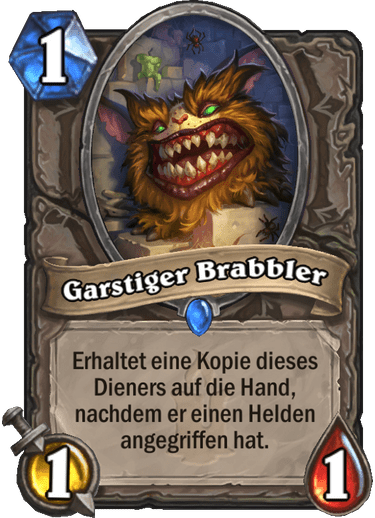 1
Garstiger Brabbler
Erhaltet eine Kopie dieses
Dieners auf die Hand,
nachdem er einen Helden
angegriffen hat.
1
1